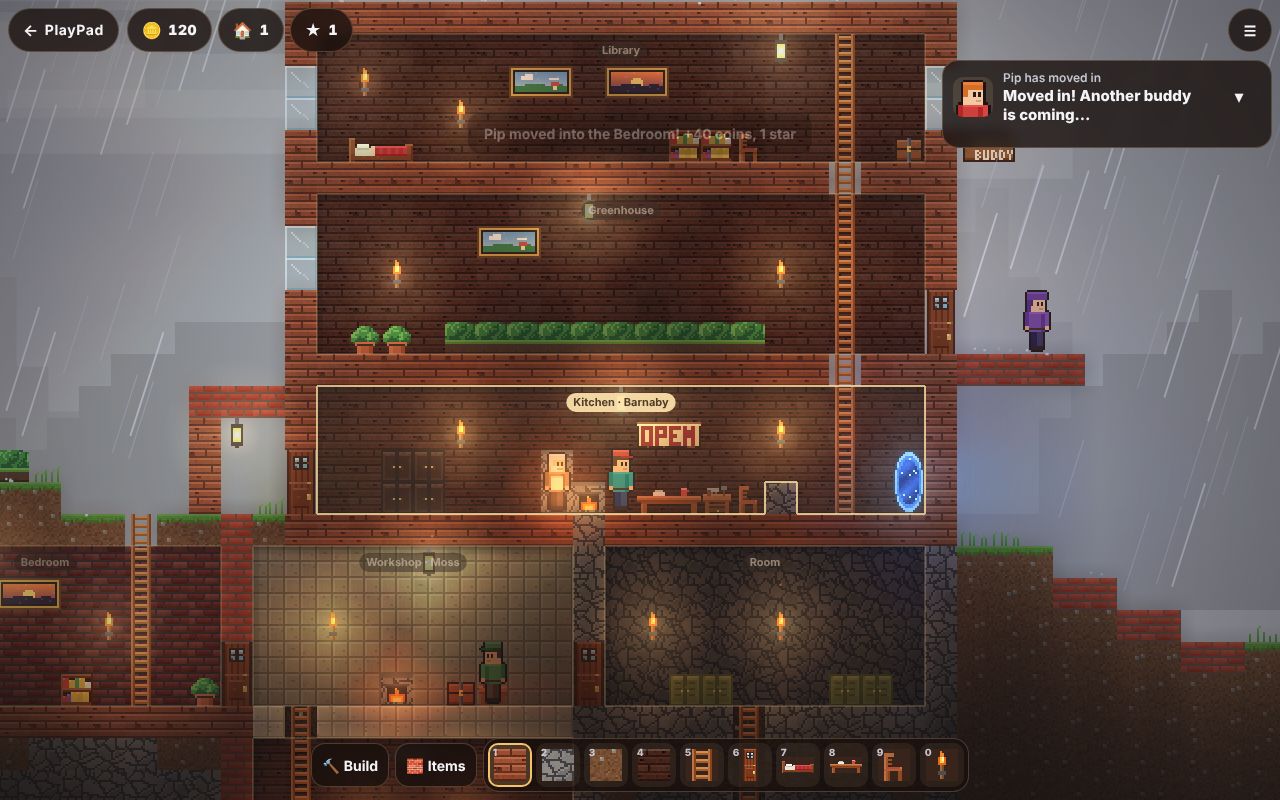 ← PlayPad
120
1
★ 1
Library
Pip has moved in
Moved in! Another buddy
is coming...
Pip moved into the Bedroom! +40 coins, 1 star
BUDDY
Greenhouse
Kitchen · Barnaby
OPEN
Bedroom
Workshop · Moss
Room
Build
Items
1
2
3
4
5
6
7
8
9
0